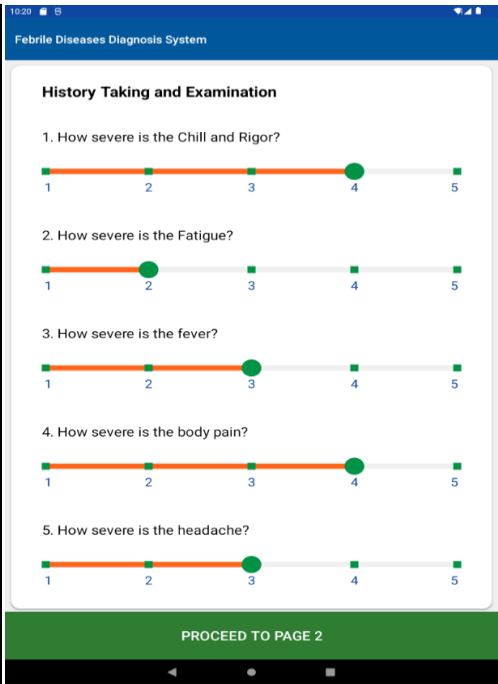 10:20
Febrile Diseases Diagnosis System
History Taking and Examination
1. How severe is the Chill and Rigor?
1 2 3 4 5
2. How severe is the Fatigue?
1 2 3 4 5
3. How severe is the fever?
1 2 3 4 5
4. How severe is the body pain?
1 2 3 4 5
5. How severe is the headache?
1 2 3 4 5
PROCEED TO PAGE 2